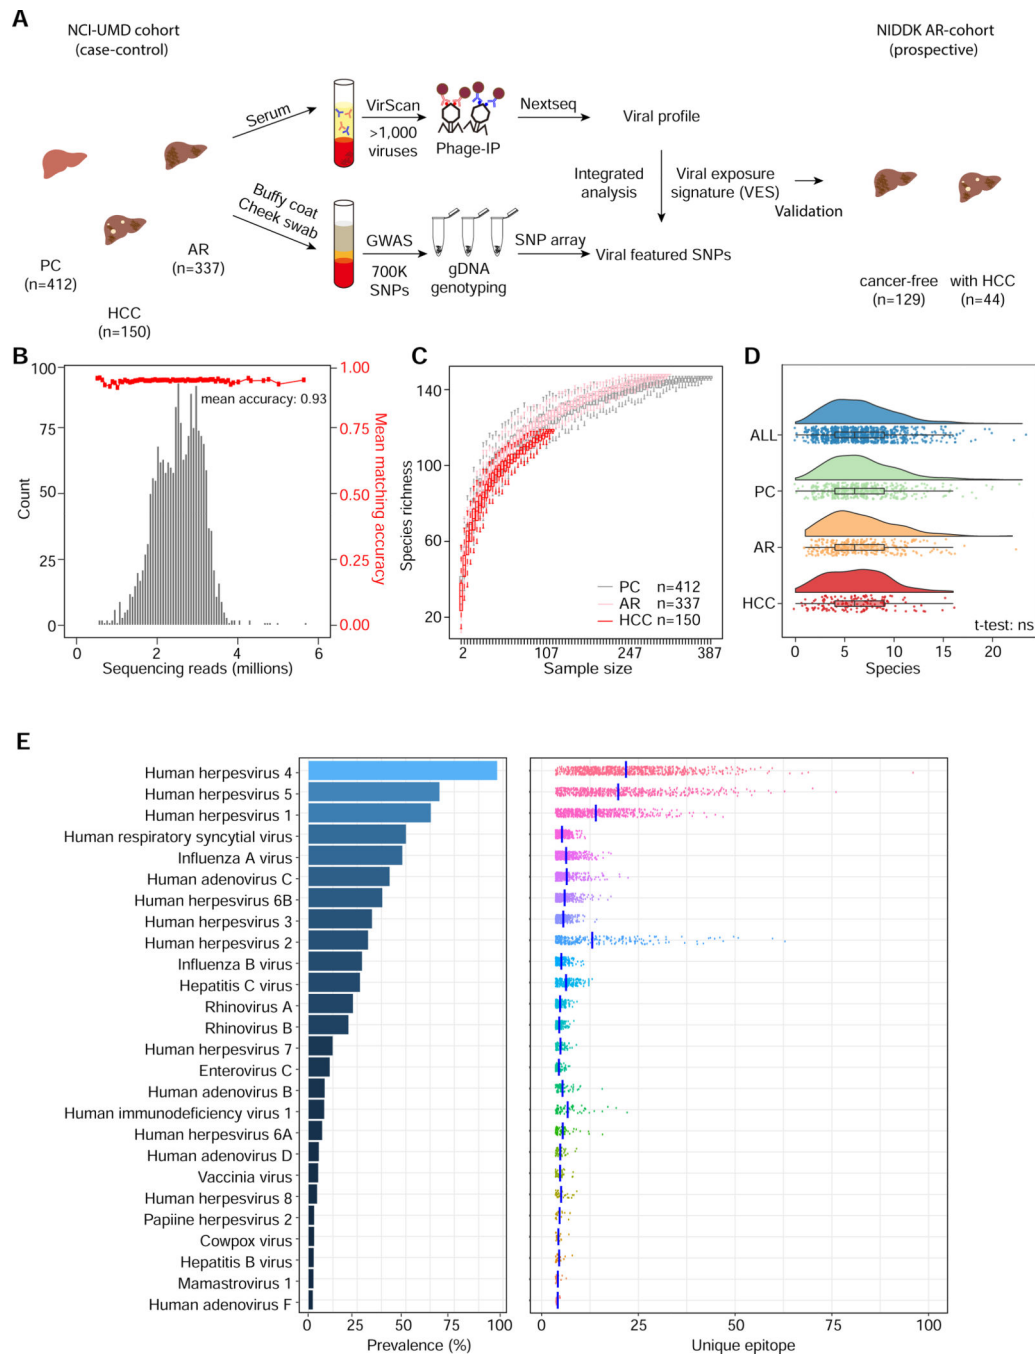 A
NCI-UMD cohort
(case-control)
NIDDK AR-cohort
(prospective)
Serum
VirScan
>1,000
viruses
Phage-IP
Nextseq
Viral profile
Integrated
analysis
Viral exposure
signature (VES)
Validation
Buffy coat
Cheek swab
GWAS
700K
SNPs
gDNA
genotyping
SNP array
Viral featured SNPs
PC
(n=412)
AR
(n=337)
HCC
(n=150)
cancer-free
(n=129)
with HCC
(n=44)
B
Count
100
75
50
25
0
mean accuracy: 0.93
1.00
0.75
0.50
0.25
0.00
Mean matching accuracy
0 2 4 6
Sequencing reads (millions)
C
Species richness
140
100
60
20
PC n=412
AR n=337
HCC n=150
2 107 247 387
Sample size
D
ALL
PC
AR
HCC
t-test: ns
0 5 10 15 20
Species
E
Human herpesvirus 4
Human herpesvirus 5
Human herpesvirus 1
Human respiratory syncytial virus
Influenza A virus
Human adenovirus C
Human herpesvirus 6B
Human herpesvirus 3
Human herpesvirus 2
Influenza B virus
Hepatitis C virus
Rhinovirus A
Rhinovirus B
Human herpesvirus 7
Enterovirus C
Human adenovirus B
Human immunodeficiency virus 1
Human herpesvirus 6A
Human adenovirus D
Vaccinia virus
Human herpesvirus 8
Papiine herpesvirus 2
Cowpox virus
Hepatitis B virus
Mamastrovirus 1
Human adenovirus F
0 25 50 75 100
Prevalence (%)
0 25 50 75 100
Unique epitope